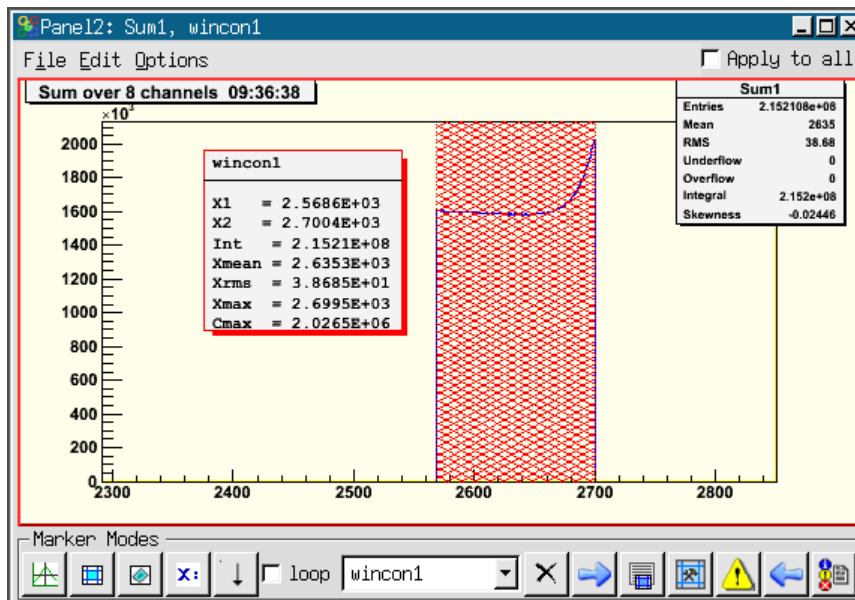 Panel2: Sum1, wincon1
File Edit Options
Apply to all
Sum over 8 channels 09:36:38
×10³
2000
1800
1600
1400
1200
1000
800
600
400
200
0
2300 2400 2500 2600 2700 2800
wincon1
X1 = 2.5686E+03
X2 = 2.7004E+03
Int = 2.1521E+08
Xmean = 2.6353E+03
Xrms = 3.8685E+01
Xmax = 2.6995E+03
Cmax = 2.0265E+06
Sum1
Entries 2.152108e+08
Mean 2635
RMS 38.68
Underflow 0
Overflow 0
Integral 2.152e+08
Skewness -0.02446
Marker Modes
X: loop wincon1